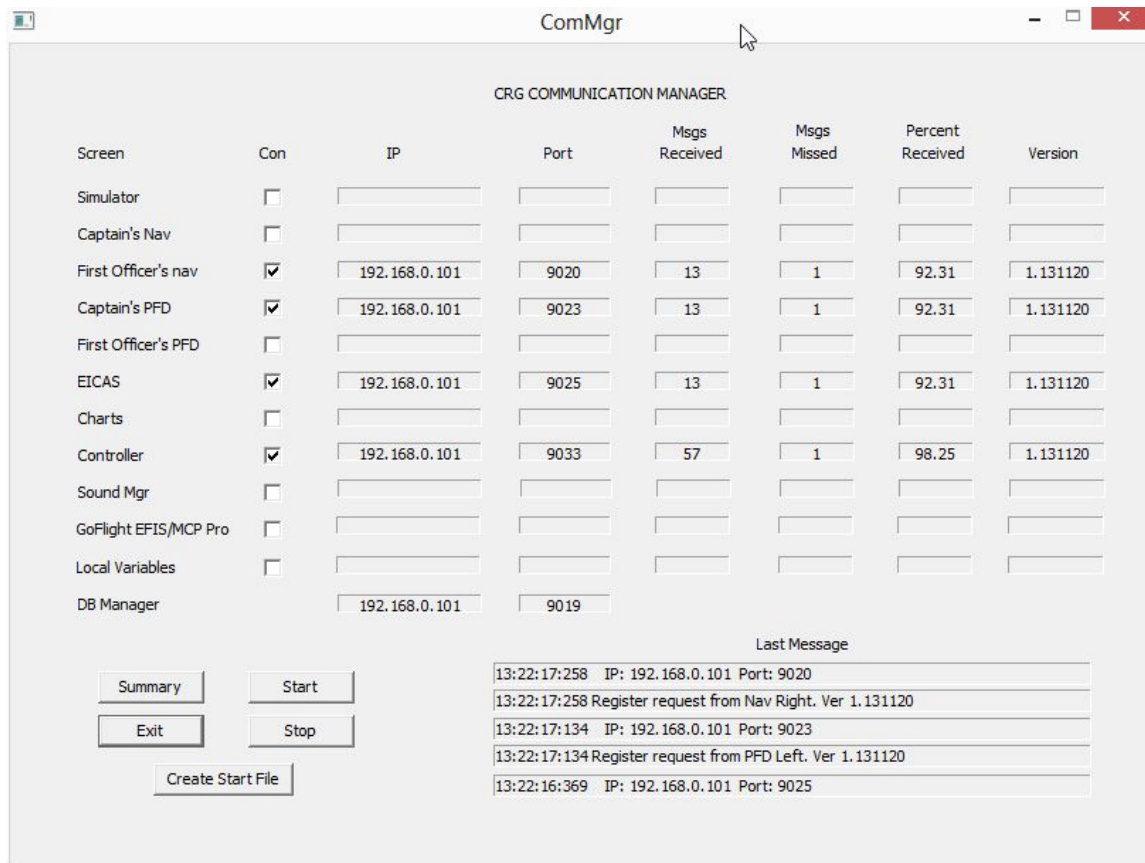 ComMgr
CRG COMMUNICATION MANAGER
Screen Con IP Port Msgs Received Msgs Missed Percent Received Version
Simulator
Captain's Nav
First Officer's nav 192.168.0.101 9020 13 1 92.31 1.131120
Captain's PFD 192.168.0.101 9023 13 1 92.31 1.131120
First Officer's PFD
EICAS 192.168.0.101 9025 13 1 92.31 1.131120
Charts
Controller 192.168.0.101 9033 57 1 98.25 1.131120
Sound Mgr
GoFlight EFIS/MCP Pro
Local Variables
DB Manager 192.168.0.101 9019
Last Message
13:22:17:258 IP: 192.168.0.101 Port: 9020
13:22:17:258 Register request from Nav Right. Ver 1.131120
13:22:17:134 IP: 192.168.0.101 Port: 9023
13:22:17:134 Register request from PFD Left. Ver 1.131120
13:22:16:369 IP: 192.168.0.101 Port: 9025
Summary Start
Exit Stop
Create Start File